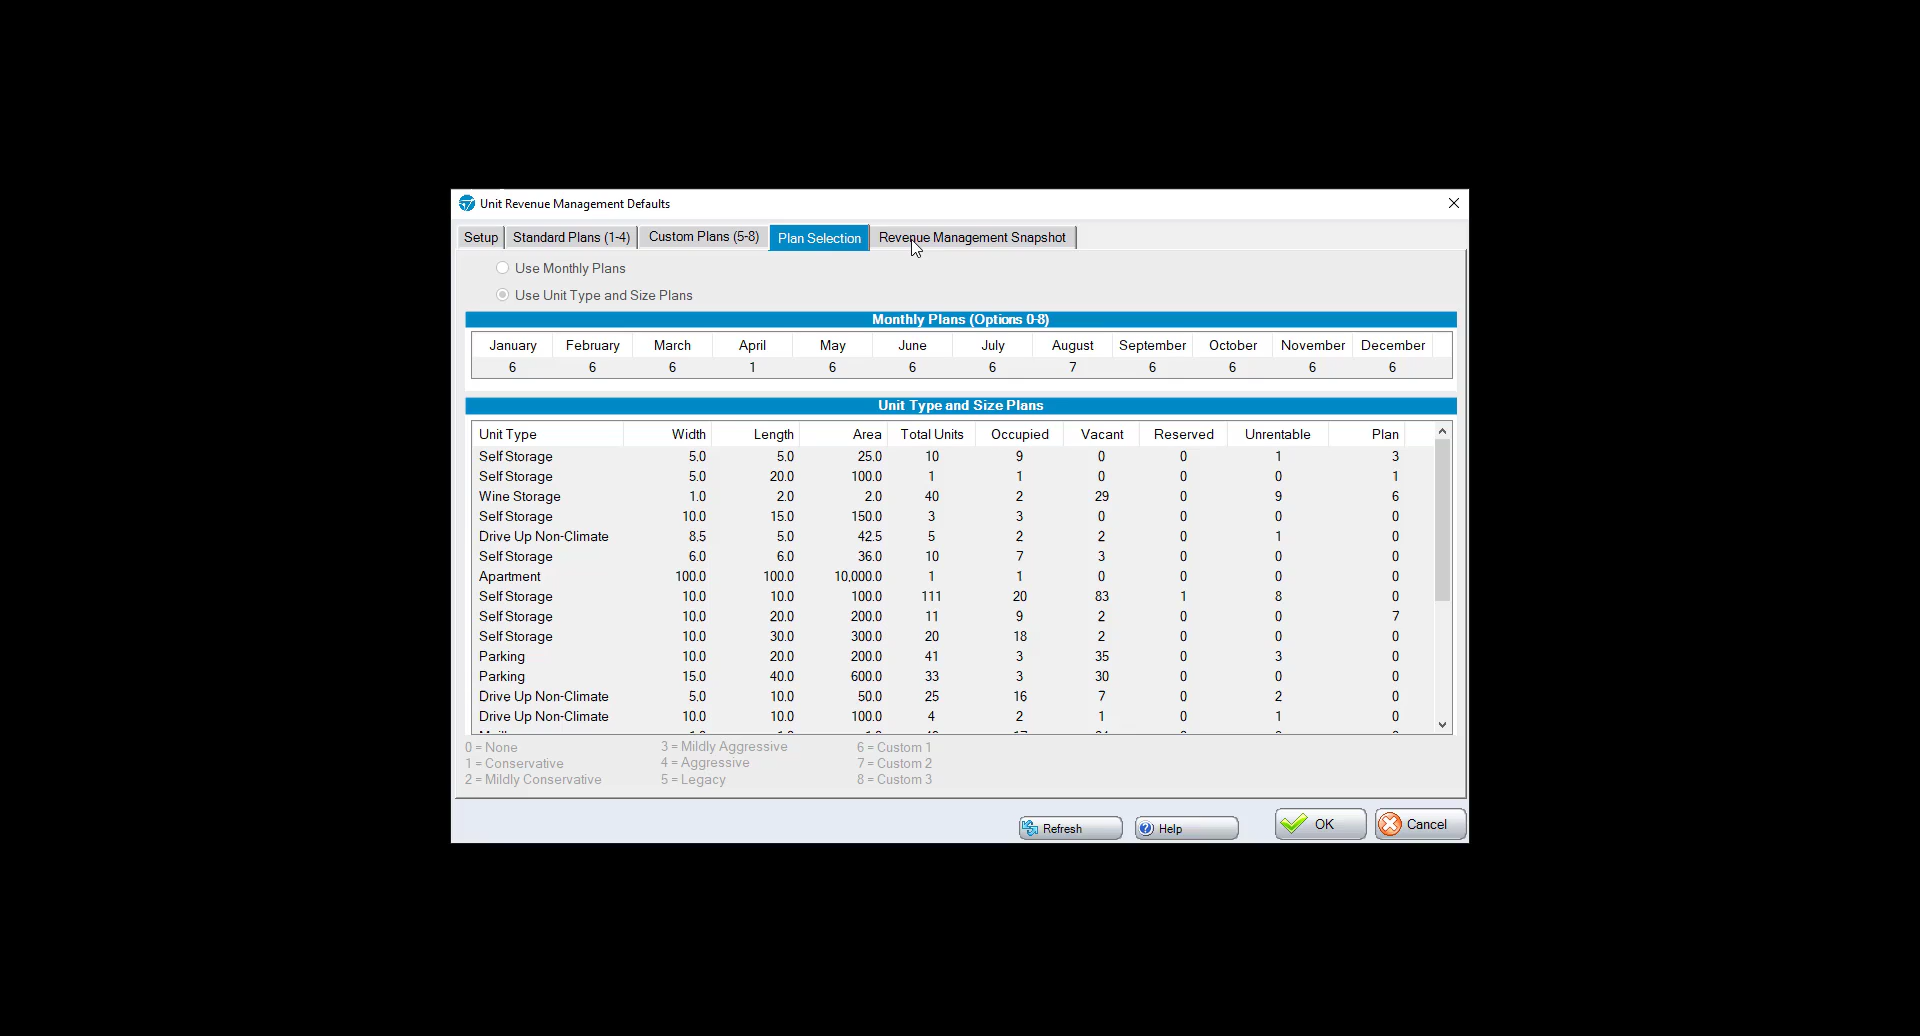 Unit Revenue Management Defaults
Setup Standard Plans (1-4) Custom Plans (5-8) Plan Selection Revenue Management Snapshot
Use Monthly Plans
Use Unit Type and Size Plans
Monthly Plans (Options 0-8)
January February March April May June July August September October November December
6 6 6 1 6 6 6 7 6 6 6 6
Unit Type and Size Plans
Unit Type Width Length Area Total Units Occupied Vacant Reserved Unrentable Plan
Self Storage 5.0 5.0 25.0 10 9 0 0 1 3
Self Storage 5.0 20.0 100.0 1 1 0 0 0 1
Wine Storage 1.0 2.0 2.0 40 2 29 0 9 6
Self Storage 10.0 15.0 150.0 3 3 0 0 0 0
Drive Up Non-Climate 8.5 5.0 42.5 5 2 2 0 1 0
Self Storage 6.0 6.0 36.0 10 7 3 0 0 0
Apartment 100.0 100.0 10,000.0 1 1 0 0 0 0
Self Storage 10.0 10.0 100.0 111 20 83 1 8 0
Self Storage 10.0 20.0 200.0 11 9 2 0 0 7
Self Storage 10.0 30.0 300.0 20 18 2 0 0 0
Parking 10.0 20.0 200.0 41 3 35 0 3 0
Parking 15.0 40.0 600.0 33 3 30 0 0 0
Drive Up Non-Climate 5.0 10.0 50.0 25 16 7 0 2 0
Drive Up Non-Climate 10.0 10.0 100.0 4 2 1 0 1 0
0 = None 3 = Mildly Aggressive 6 = Custom 1
1 = Conservative 4 = Aggressive 7 = Custom 2
2 = Mildly Conservative 5 = Legacy 8 = Custom 3
Refresh Help OK Cancel